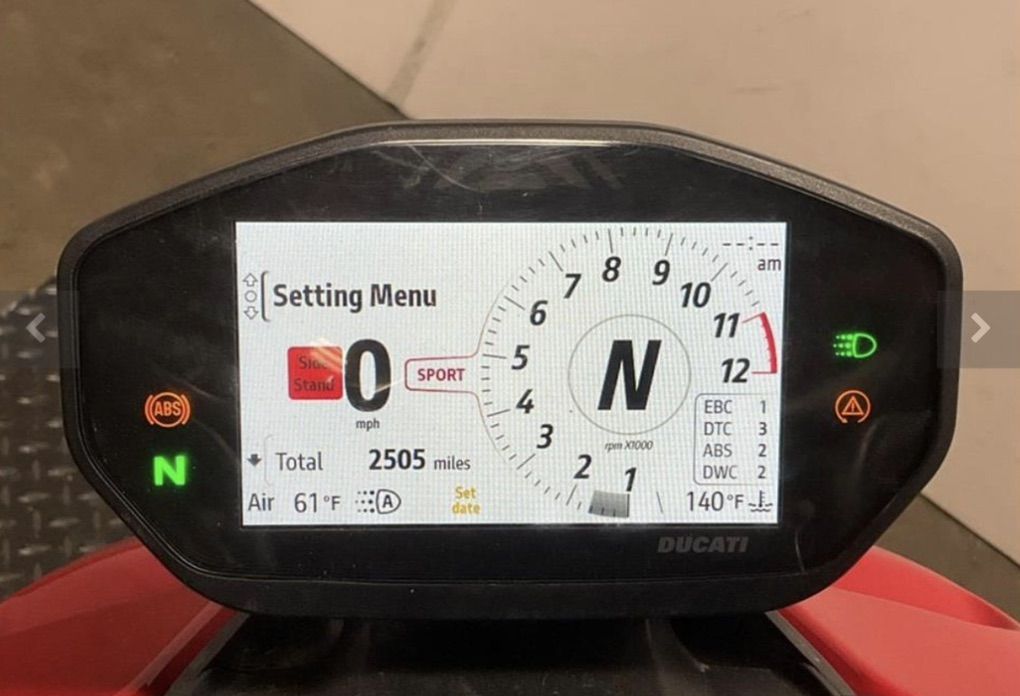 --:--
am
Setting Menu
7 8 9
6 10
11
5
12
4
3
2
1
N
rpm X1000
Side
Stand
0
mph
SPORT
EBC 1
DTC 3
ABS 2
DWC 2
Total 2505 miles
Air 61 °F
A
Set
date
140 °F
ABS
N
DUCATI